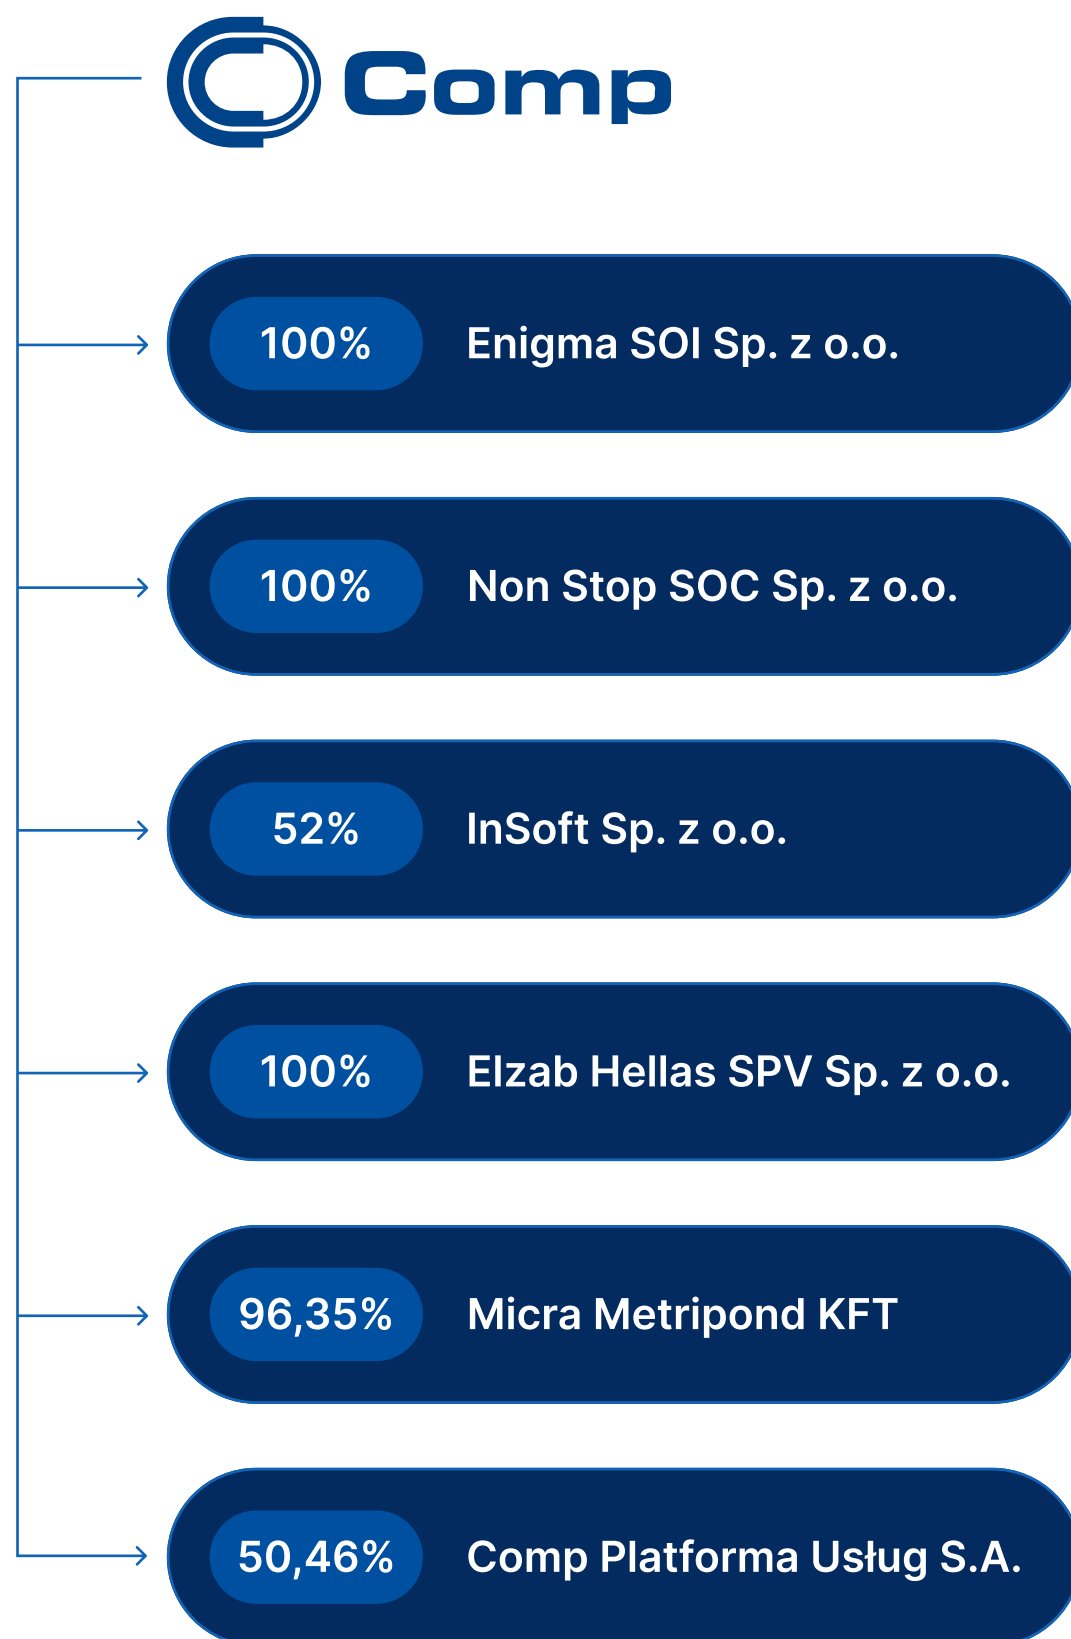 Comp
100% Enigma SOI Sp. z o.o.
100% Non Stop SOC Sp. z o.o.
52% InSoft Sp. z o.o.
100% Elzab Hellas SPV Sp. z o.o.
96,35% Micra Metripond KFT
50,46% Comp Platforma Usług S.A.